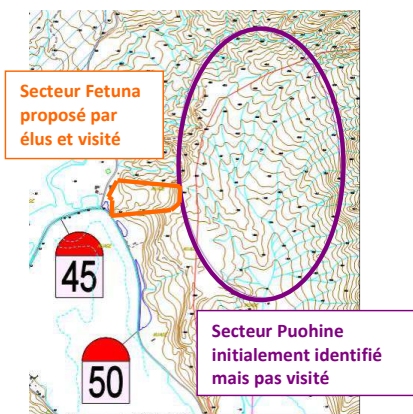 Secteur Fetuna
proposé par
élus et visité
45
50
Secteur Puohine
initialement identifié
mais pas visité